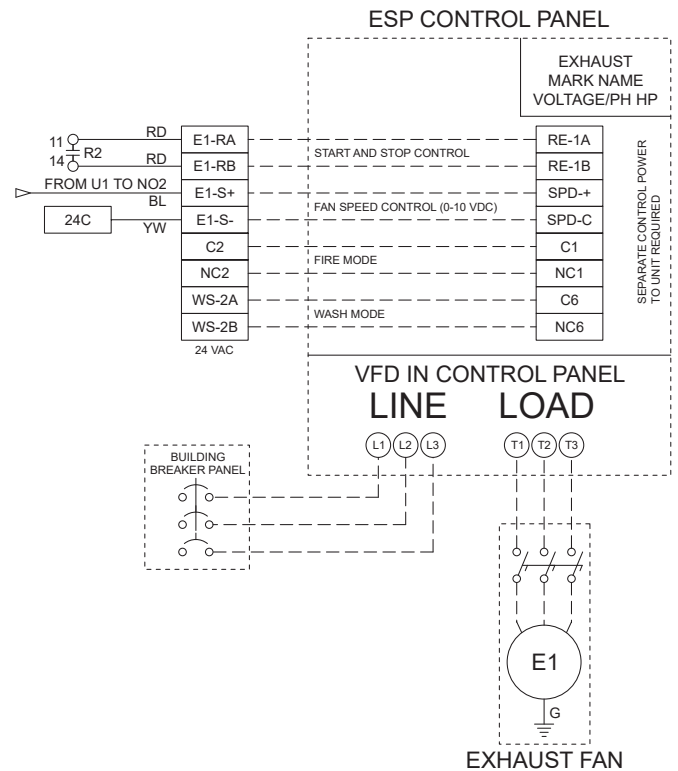 ESP CONTROL PANEL
EXHAUST
MARK NAME
VOLTAGE/PH HP
SEPARATE CONTROL POWER
TO UNIT REQUIRED
11
RD
E1-RA
RE-1A
R2
START AND STOP CONTROL
14
RD
E1-RB
RE-1B
FROM U1 TO NO2
BL
E1-S+
SPD-+
FAN SPEED CONTROL (0-10 VDC)
24C
YW
E1-S-
SPD-C
C2
C1
FIRE MODE
NC2
NC1
WS-2A
C6
WASH MODE
WS-2B
NC6
24 VAC
VFD IN CONTROL PANEL
LINE LOAD
L1 L2 L3 T1 T2 T3
BUILDING
BREAKER PANEL
E1
G
EXHAUST FAN